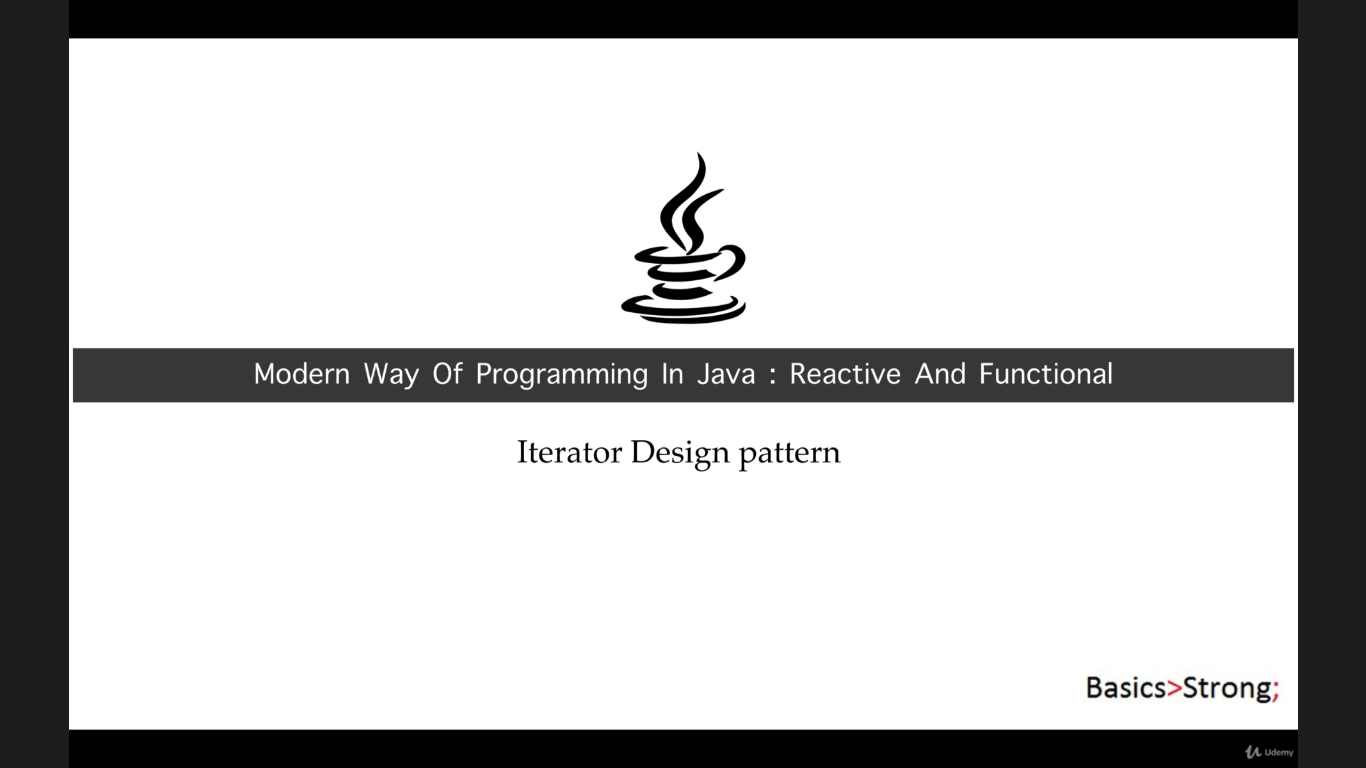 Modern Way Of Programming In Java : Reactive And Functional
Iterator Design pattern
Basics>Strong;
Udemy